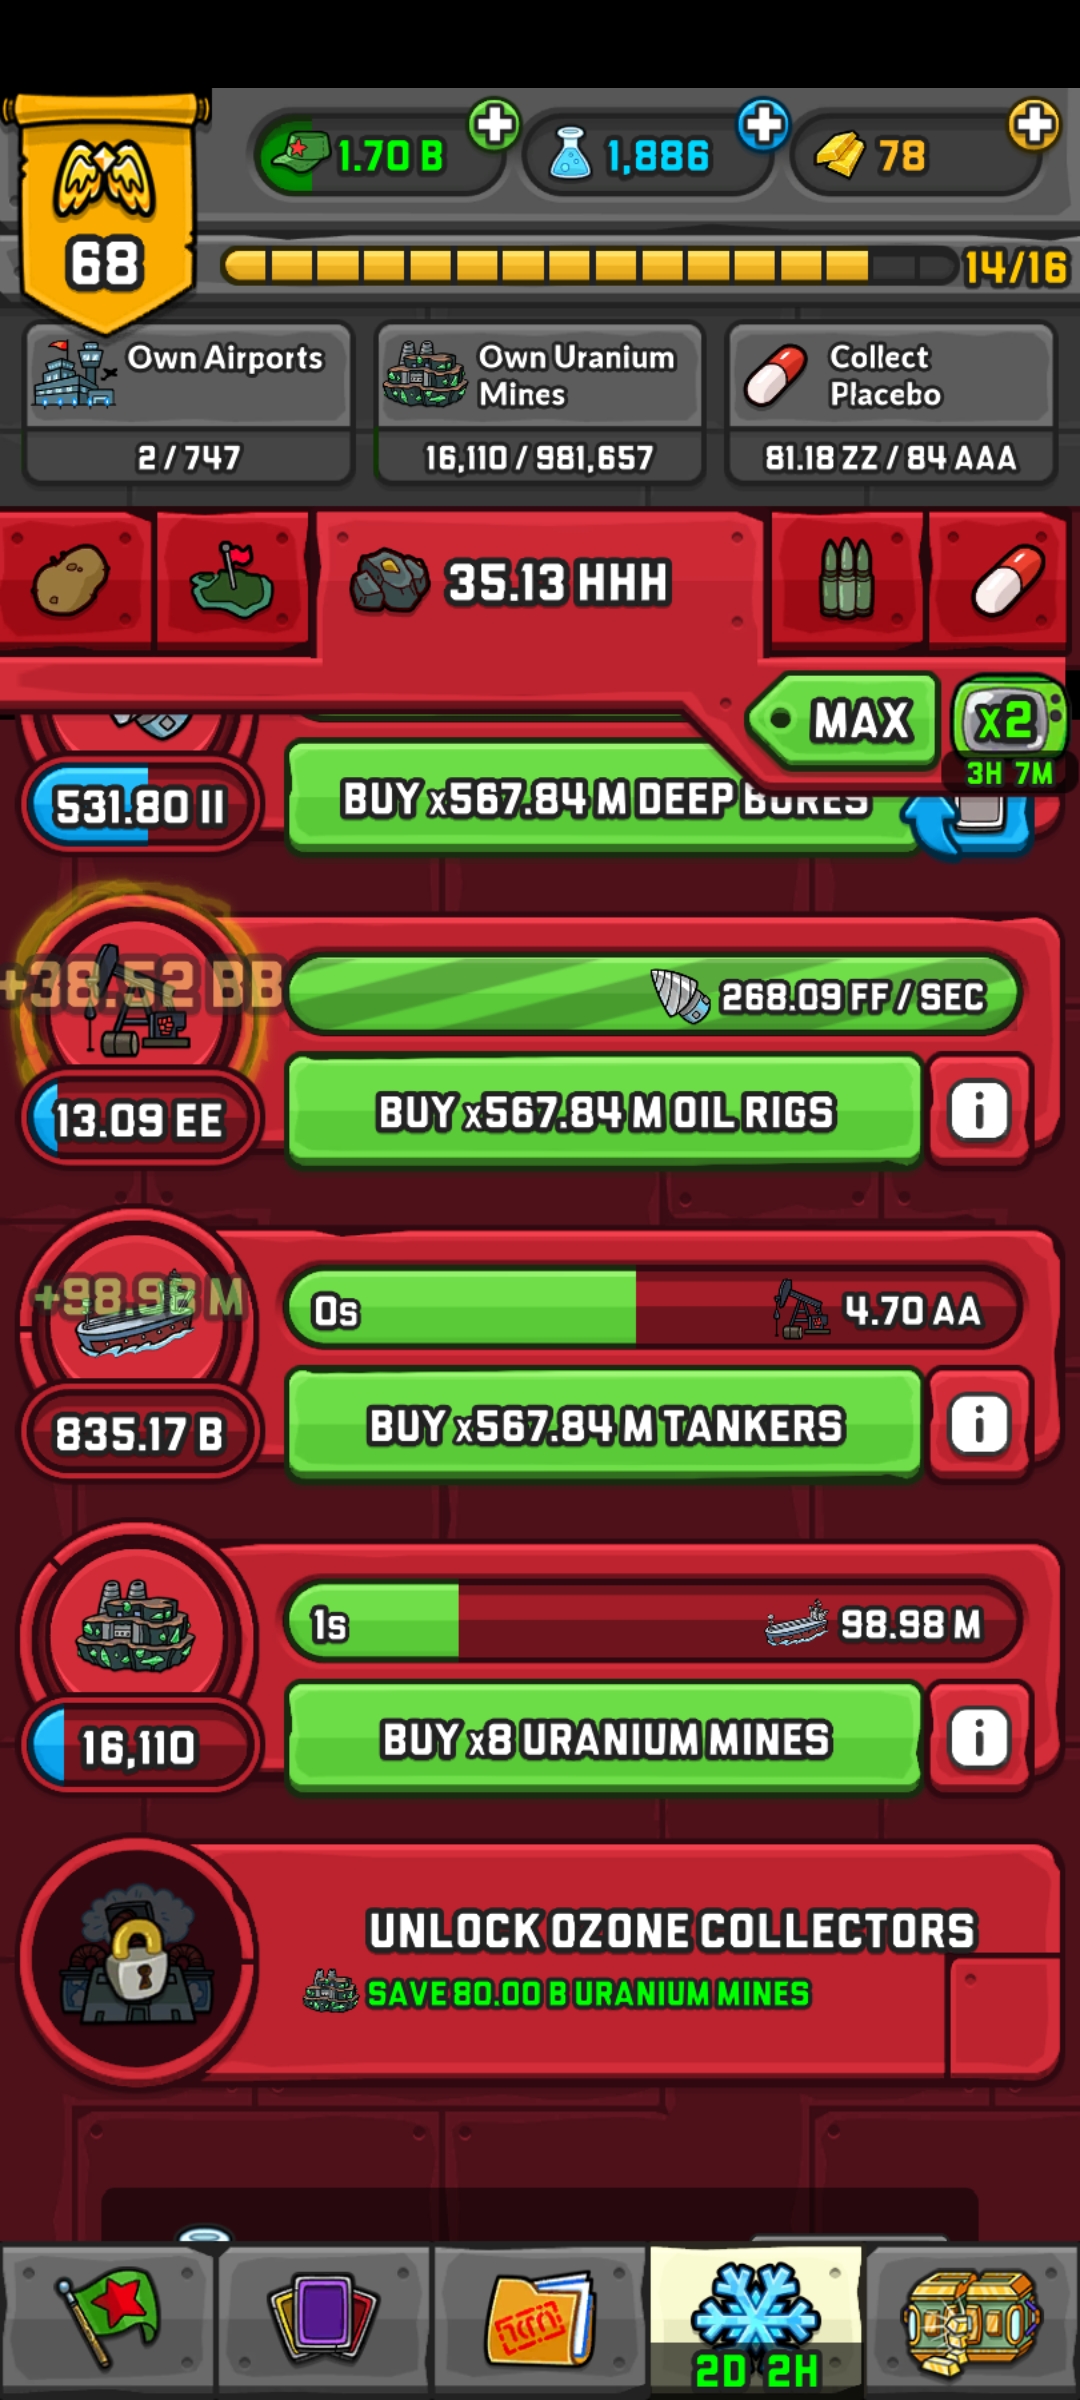 1.70 B
1,886
78
68
14/16
Own Airports
2 / 747
Own Uranium
Mines
16,110 / 981,657
Collect
Placebo
81.18 ZZ / 84 AAA
35.13 HHH
MAX
x2
3H 7M
531.80 II
BUY x567.84 M DEEP BORES
+38.52 BB
268.09 FF / SEC
13.09 EE
BUY x567.84 M OIL RIGS
+98.98 M
0s
4.70 AA
835.17 B
BUY x567.84 M TANKERS
1s
98.98 M
16,110
BUY x8 URANIUM MINES
UNLOCK OZONE COLLECTORS
SAVE 80.00 B URANIUM MINES
2D 2H